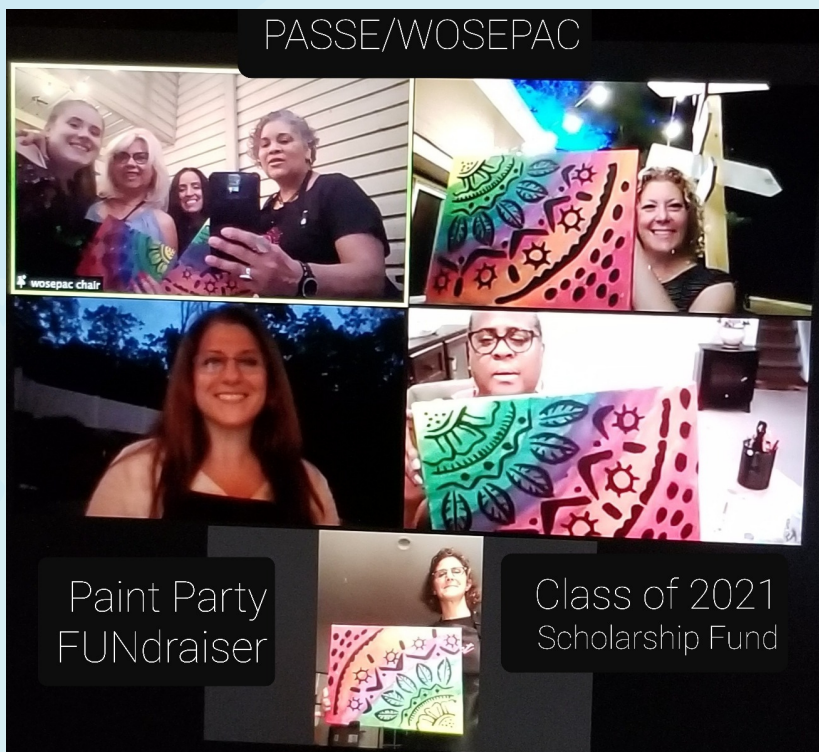 PASSE/WOSEPAC
wosepac chair
Paint Party
FUNdraiser
Class of 2021
Scholarship Fund